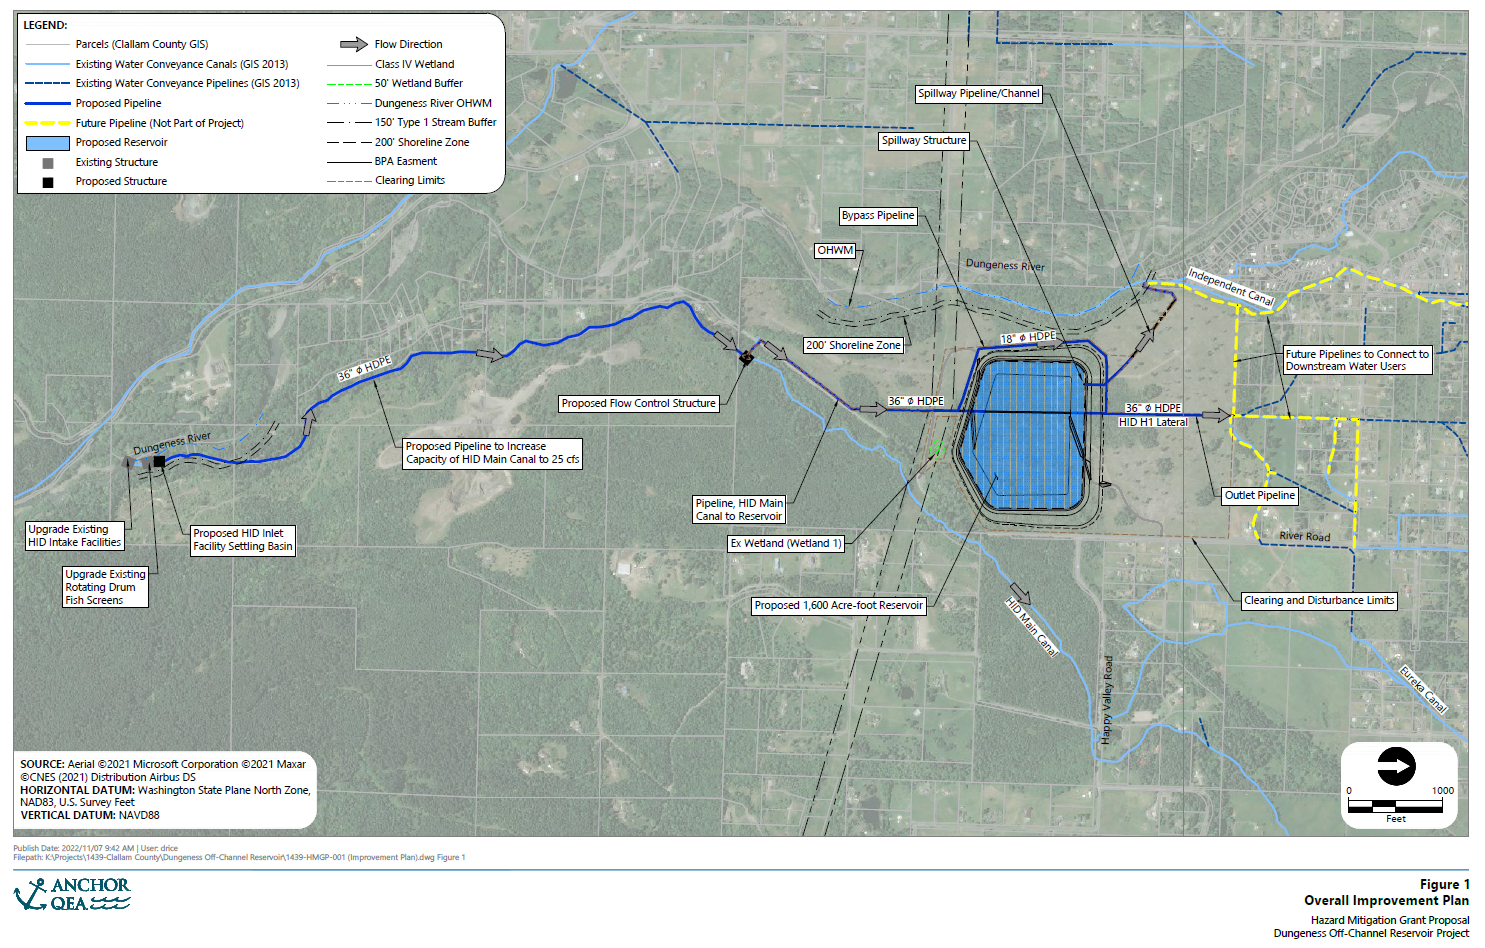 LEGEND:
Parcels (Clallam County GIS)
Existing Water Conveyance Canals (GIS 2013)
Existing Water Conveyance Pipelines (GIS 2013)
Proposed Pipeline
Future Pipeline (Not Part of Project)
Proposed Reservoir
Existing Structure
Proposed Structure
Flow Direction
Class IV Wetland
50' Wetland Buffer
Dungeness River OHWM
150' Type 1 Stream Buffer
200' Shoreline Zone
BPA Easment
Clearing Limits
Spillway Pipeline/Channel
Spillway Structure
Bypass Pipeline
OHWM
Dungeness River
Independent Canal
200' Shoreline Zone
18" ø HDPE
Future Pipelines to Connect to
Downstream Water Users
36" ø HDPE
Proposed Flow Control Structure
36" ø HDPE
36" ø HDPE
HID H1 Lateral
Dungeness River
Proposed Pipeline to Increase
Capacity of HID Main Canal to 25 cfs
Pipeline, HID Main
Canal to Reservoir
Outlet Pipeline
Upgrade Existing
HID Intake Facilities
Proposed HID Inlet
Facility Settling Basin
Ex Wetland (Wetland 1)
River Road
Upgrade Existing
Rotating Drum
Fish Screens
Proposed 1,600 Acre-foot Reservoir
Clearing and Disturbance Limits
HID Main Canal
Happy Valley Road
Eureka Canal
SOURCE: Aerial ©2021 Microsoft Corporation ©2021 Maxar
©CNES (2021) Distribution Airbus DS
HORIZONTAL DATUM: Washington State Plane North Zone,
NAD83, U.S. Survey Feet
VERTICAL DATUM: NAVD88
0 1000
Feet
Publish Date: 2022/11/07 9:42 AM | User: drice
Filepath: K:\Projects\1439-Clallam County\Dungeness Off-Channel Reservoir\1439-HMGP-001 (Improvement Plan).dwg Figure 1
ANCHOR
QEA
Figure 1
Overall Improvement Plan
Hazard Mitigation Grant Proposal
Dungeness Off-Channel Reservoir Project